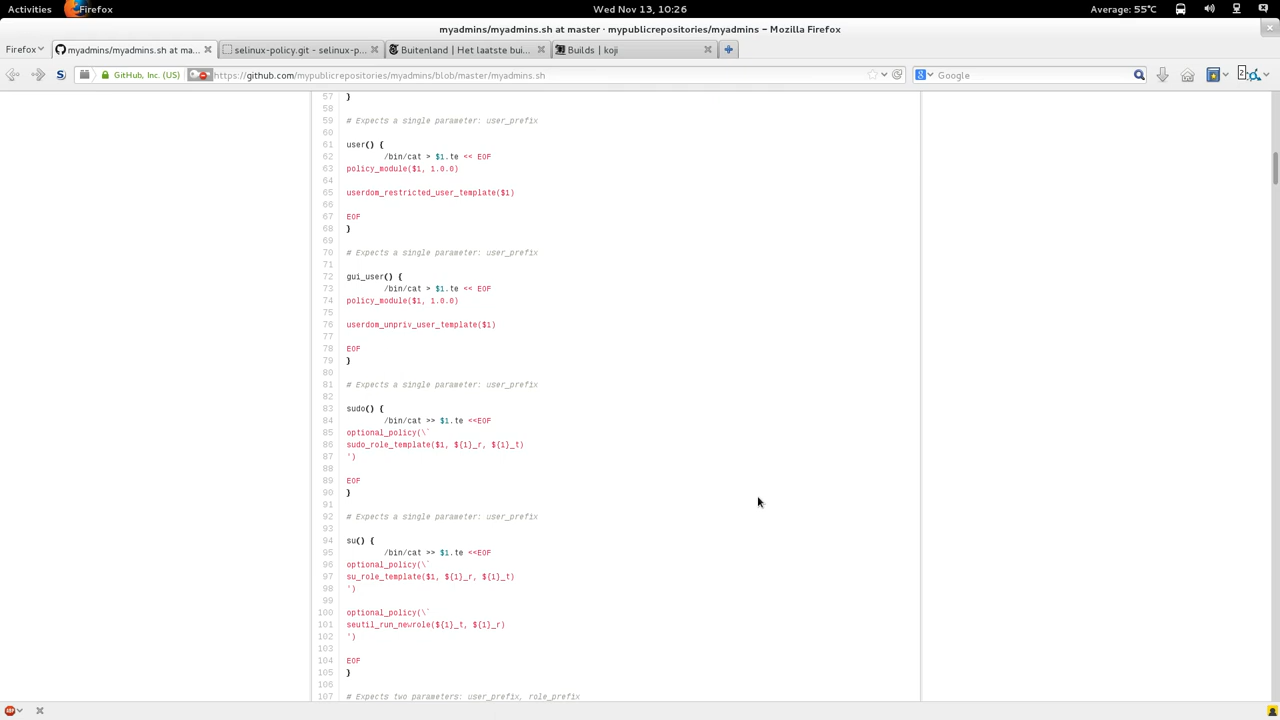 Activities Firefox Wed Nov 13, 10:26 Average: 55°C
myadmins/myadmins.sh at master · mypublicrepositories/myadmins – Mozilla Firefox
Firefox myadmins/myadmins.sh at ma... selinux-policy.git - selinux-p... Buitenland | Het laatste bui... Builds | koji
GitHub, Inc. (US) https://github.com/mypublicrepositories/myadmins/blob/master/myadmins.sh Google 2
57 }
58
59 # Expects a single parameter: user_prefix
60
61 user() {
62 /bin/cat > $1.te << EOF
63 policy_module($1, 1.0.0)
64
65 userdom_restricted_user_template($1)
66
67 EOF
68 }
69
70 # Expects a single parameter: user_prefix
71
72 gui_user() {
73 /bin/cat > $1.te << EOF
74 policy_module($1, 1.0.0)
75
76 userdom_unpriv_user_template($1)
77
78 EOF
79 }
80
81 # Expects a single parameter: user_prefix
82
83 sudo() {
84 /bin/cat >> $1.te <<EOF
85 optional_policy(\`
86 sudo_role_template($1, ${1}_r, ${1}_t)
87 ')
88
89 EOF
90 }
91
92 # Expects a single parameter: user_prefix
93
94 su() {
95 /bin/cat >> $1.te <<EOF
96 optional_policy(\`
97 su_role_template($1, ${1}_r, ${1}_t)
98 ')
99
100 optional_policy(\`
101 seutil_run_newrole(${1}_t, ${1}_r)
102 ')
103
104 EOF
105 }
106
107 # Expects two parameters: user_prefix, role_prefix
ABP